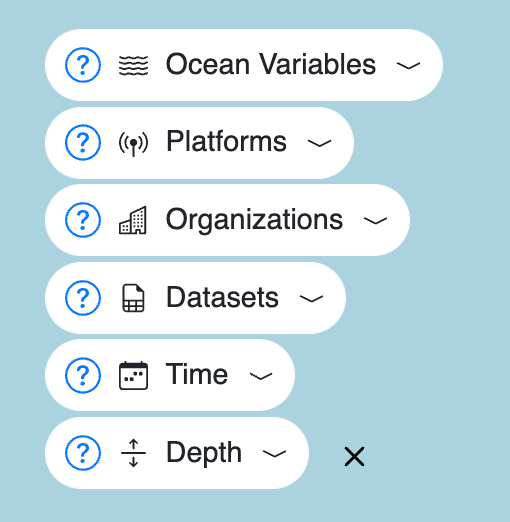 ? Ocean Variables
? Platforms
? Organizations
? Datasets
? Time
? Depth